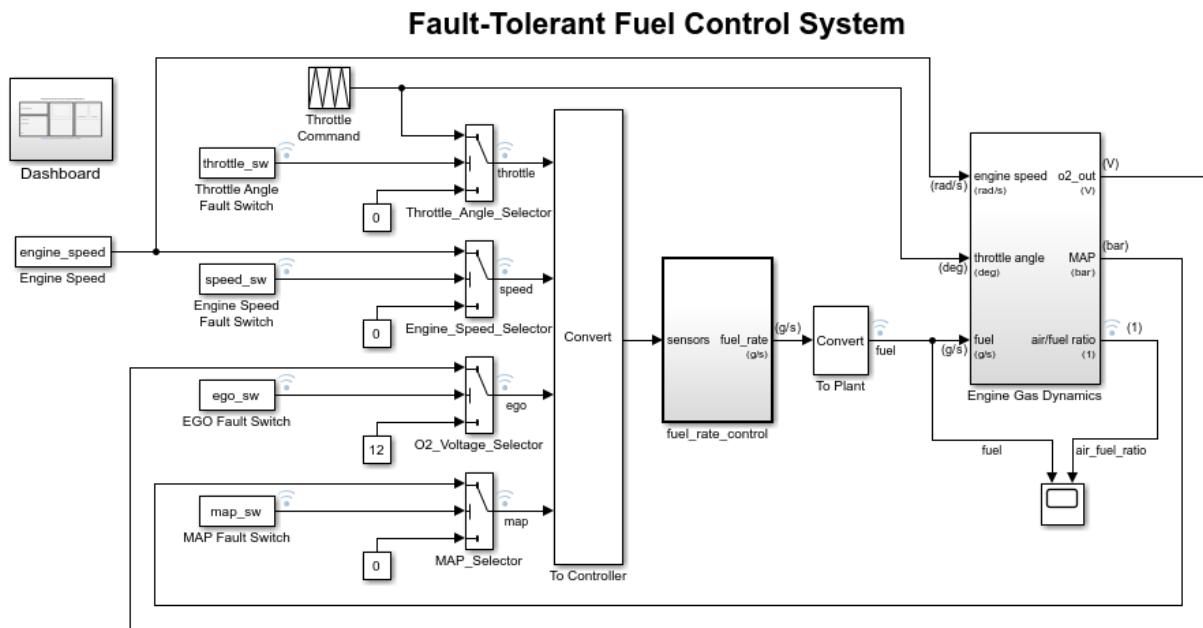 Fault-Tolerant Fuel Control System
Dashboard
Throttle
Command
throttle_sw
Throttle Angle
Fault Switch
0
throttle
Throttle_Angle_Selector
engine_speed
Engine Speed
speed_sw
Engine Speed
Fault Switch
0
speed
Engine_Speed_Selector
ego_sw
EGO Fault Switch
12
ego
O2_Voltage_Selector
map_sw
MAP Fault Switch
0
map
MAP_Selector
Convert
To Controller
sensors
fuel_rate
(g/s)
fuel_rate_control
(g/s)
Convert
To Plant
fuel
(rad/s)
engine speed
(rad/s)
o2_out
(V)
(V)
(deg)
throttle angle
(deg)
MAP
(bar)
(bar)
(g/s)
fuel
(g/s)
air/fuel ratio
(1)
(1)
Engine Gas Dynamics
fuel
air_fuel_ratio